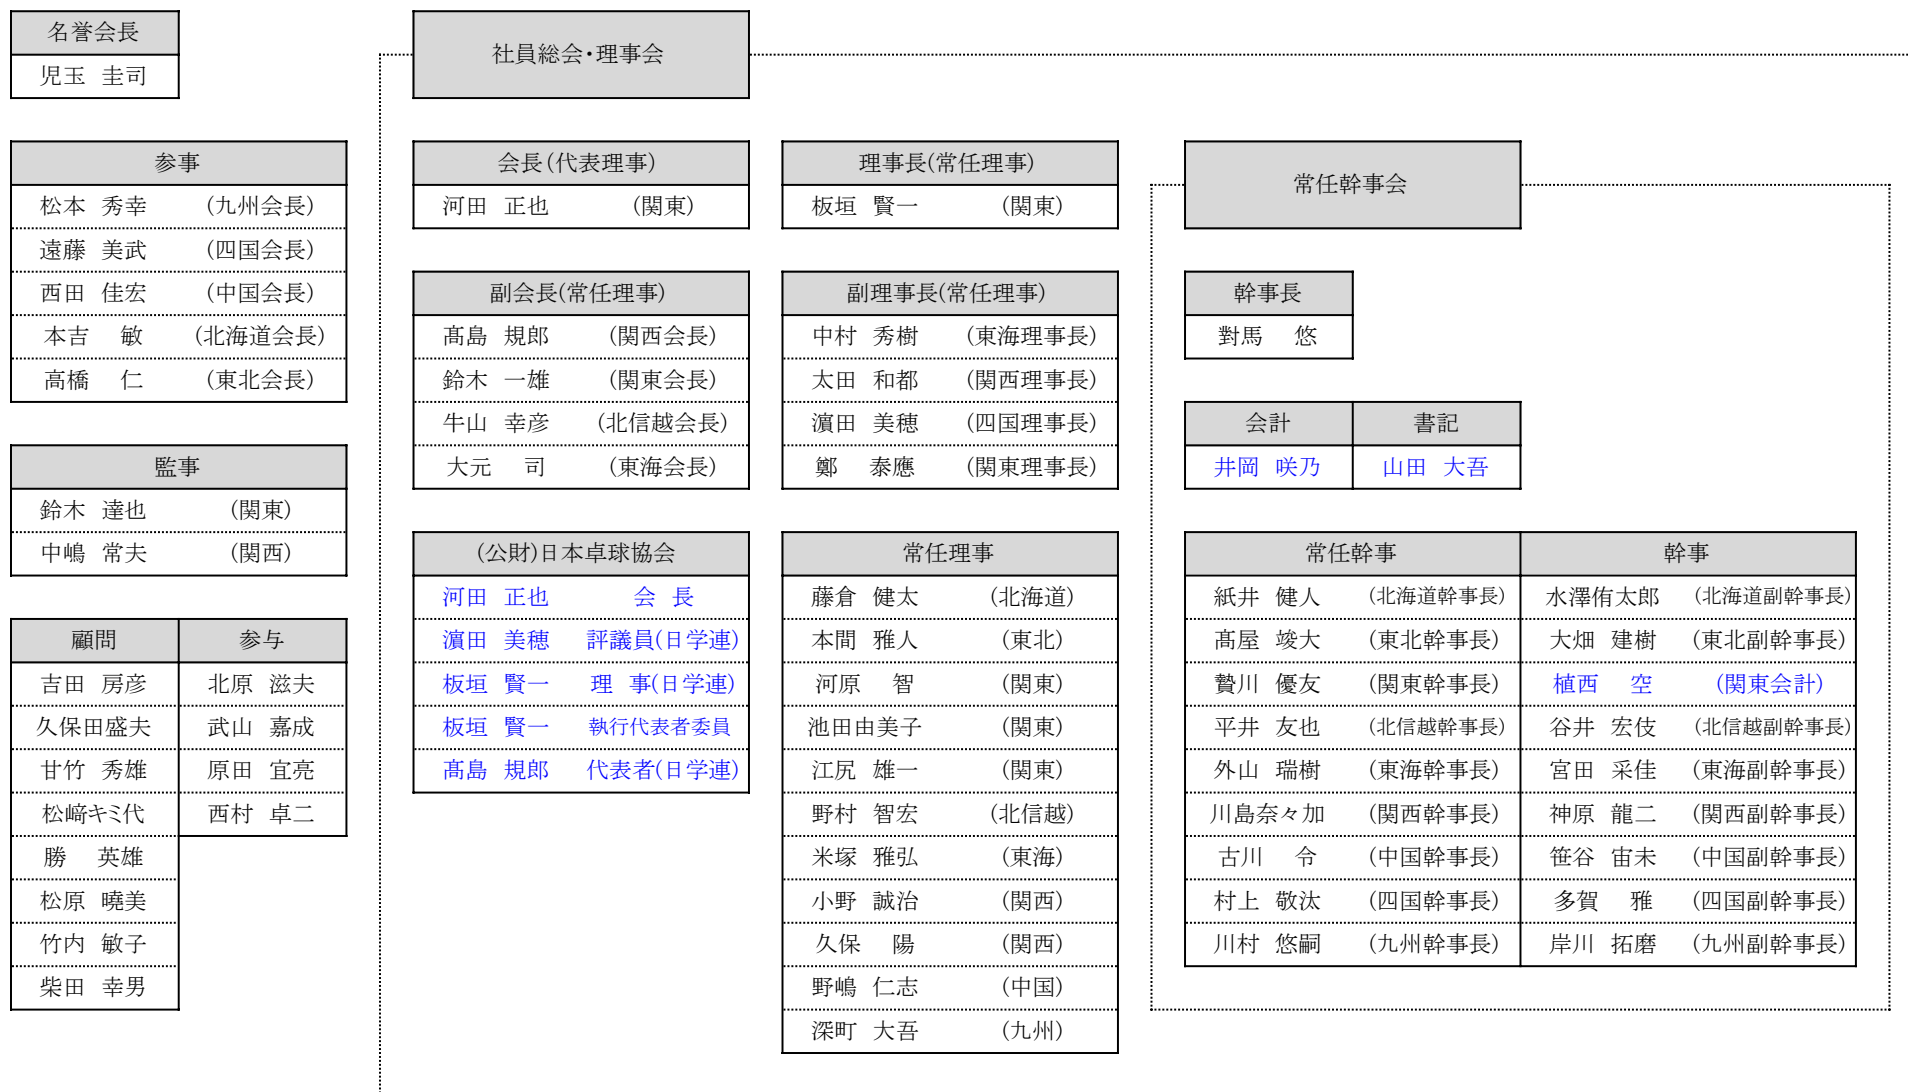 名誉会長
児玉 圭司
参事
松本 秀幸 (九州会長)
遠藤 美武 (四国会長)
西田 佳宏 (中国会長)
本吉 敏 (北海道会長)
高橋 仁 (東北会長)
監事
鈴木 達也 (関東)
中嶋 常夫 (関西)
顧問 参与
吉田 房彦 北原 滋夫
久保田盛夫 武山 嘉成
甘竹 秀雄 原田 宜亮
松﨑キミ代 西村 卓二
勝 英雄
松原 曉美
竹内 敏子
柴田 幸男
社員総会・理事会
会長(代表理事)
河田 正也 (関東)
副会長(常任理事)
髙島 規郎 (関西会長)
鈴木 一雄 (関東会長)
牛山 幸彦 (北信越会長)
大元 司 (東海会長)
(公財)日本卓球協会
河田 正也 会 長
濵田 美穂 評議員(日学連)
板垣 賢一 理 事(日学連)
板垣 賢一 執行代表者委員
髙島 規郎 代表者(日学連)
理事長(常任理事)
板垣 賢一 (関東)
副理事長(常任理事)
中村 秀樹 (東海理事長)
太田 和都 (関西理事長)
濵田 美穂 (四国理事長)
鄭 泰應 (関東理事長)
常任理事
藤倉 健太 (北海道)
本間 雅人 (東北)
河原 智 (関東)
池田由美子 (関東)
江尻 雄一 (関東)
野村 智宏 (北信越)
米塚 雅弘 (東海)
小野 誠治 (関西)
久保 陽 (関西)
野嶋 仁志 (中国)
深町 大吾 (九州)
常任幹事会
幹事長
對馬 悠
会計 書記
井岡 咲乃 山田 大吾
常任幹事 幹事
紙井 健人 (北海道幹事長) 水澤侑太郎 (北海道副幹事長)
髙屋 竣大 (東北幹事長) 大畑 建樹 (東北副幹事長)
贄川 優友 (関東幹事長) 植西 空 (関東会計)
平井 友也 (北信越幹事長) 谷井 宏伎 (北信越副幹事長)
外山 瑞樹 (東海幹事長) 宮田 采佳 (東海副幹事長)
川島奈々加 (関西幹事長) 神原 龍二 (関西副幹事長)
古川 令 (中国幹事長) 笹谷 宙未 (中国副幹事長)
村上 敬汰 (四国幹事長) 多賀 雅 (四国副幹事長)
川村 悠嗣 (九州幹事長) 岸川 拓磨 (九州副幹事長)